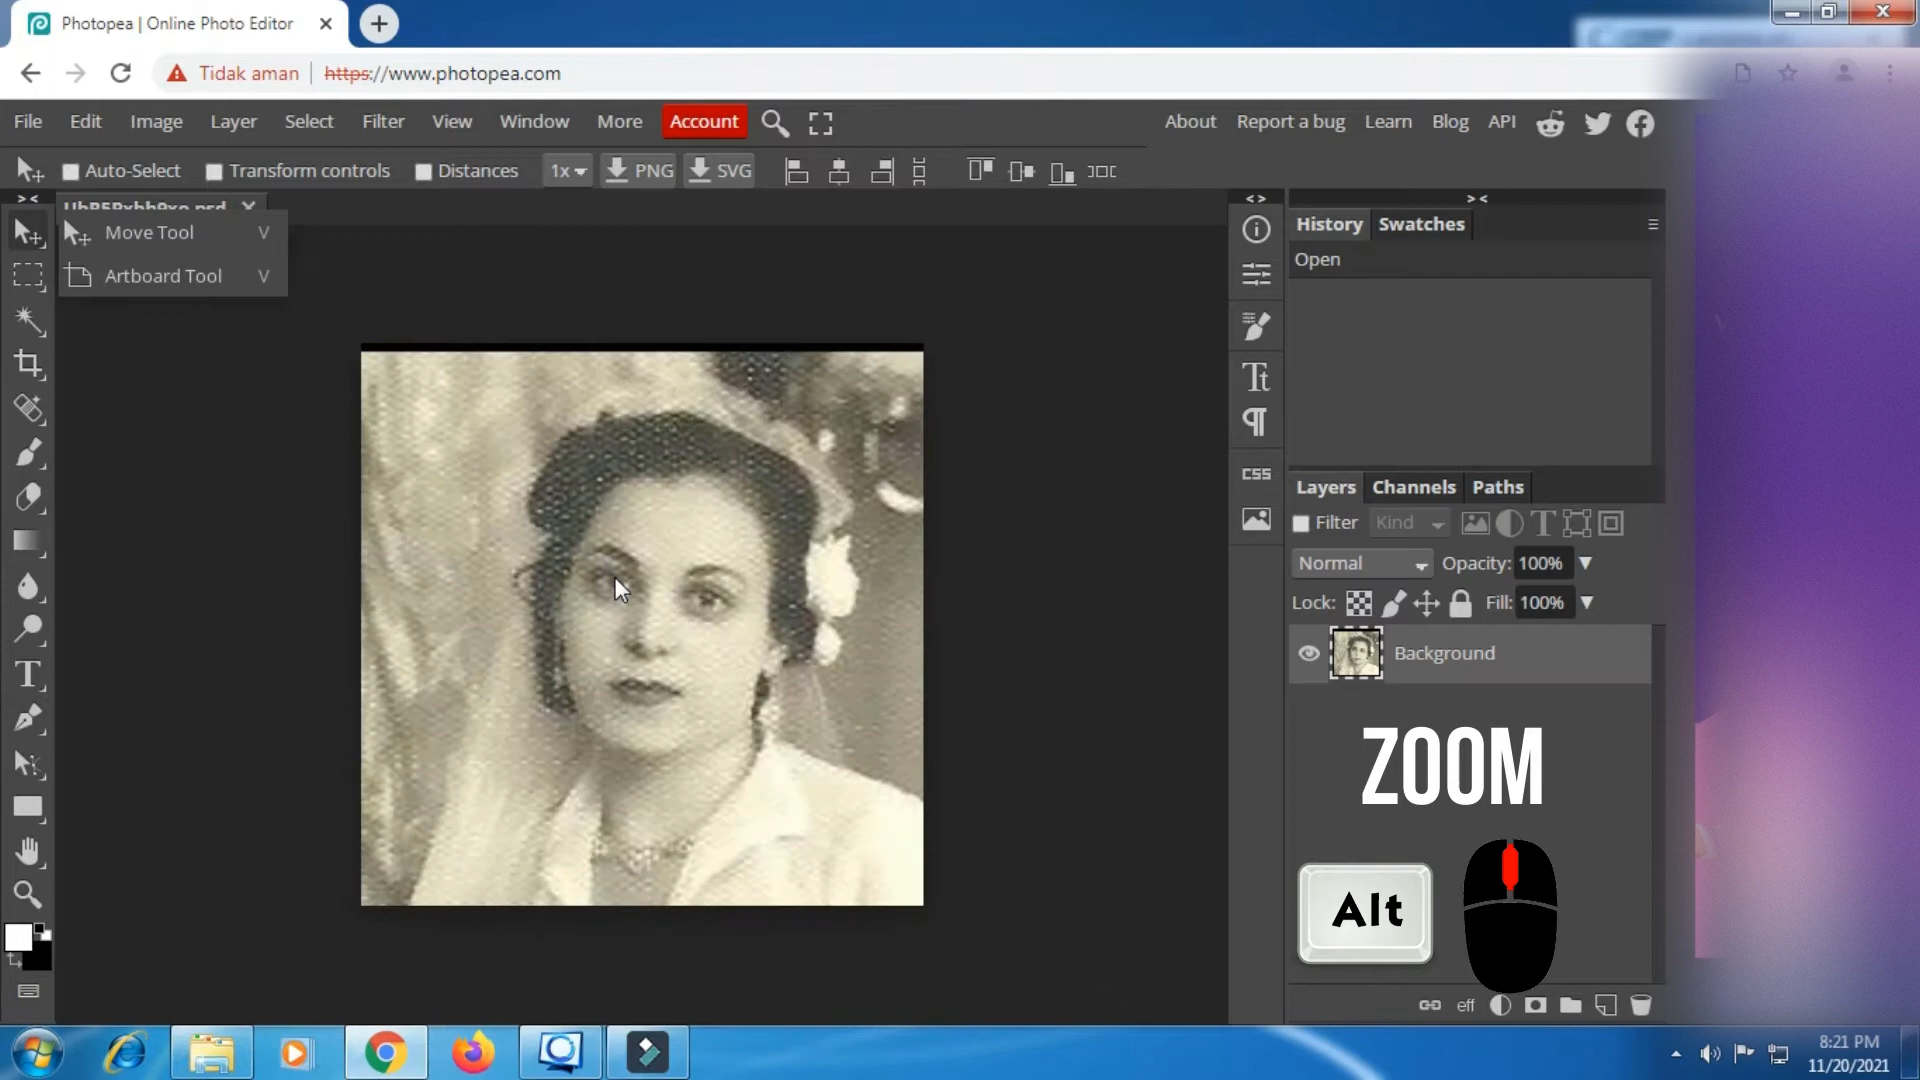 Photopea | Online Photo Editor
Tidak aman | https://www.photopea.com
File Edit Image Layer Select Filter View Window More Account
About Report a bug Learn Blog API
Auto-Select Transform controls Distances 1x PNG SVG
Move Tool V
Artboard Tool V
History Swatches
Open
Tt
CSS
Layers Channels Paths
Filter Kind T
Normal Opacity: 100%
Lock: Fill: 100%
Background
T
ZOOM
Alt
eff
8:21 PM
11/20/2021